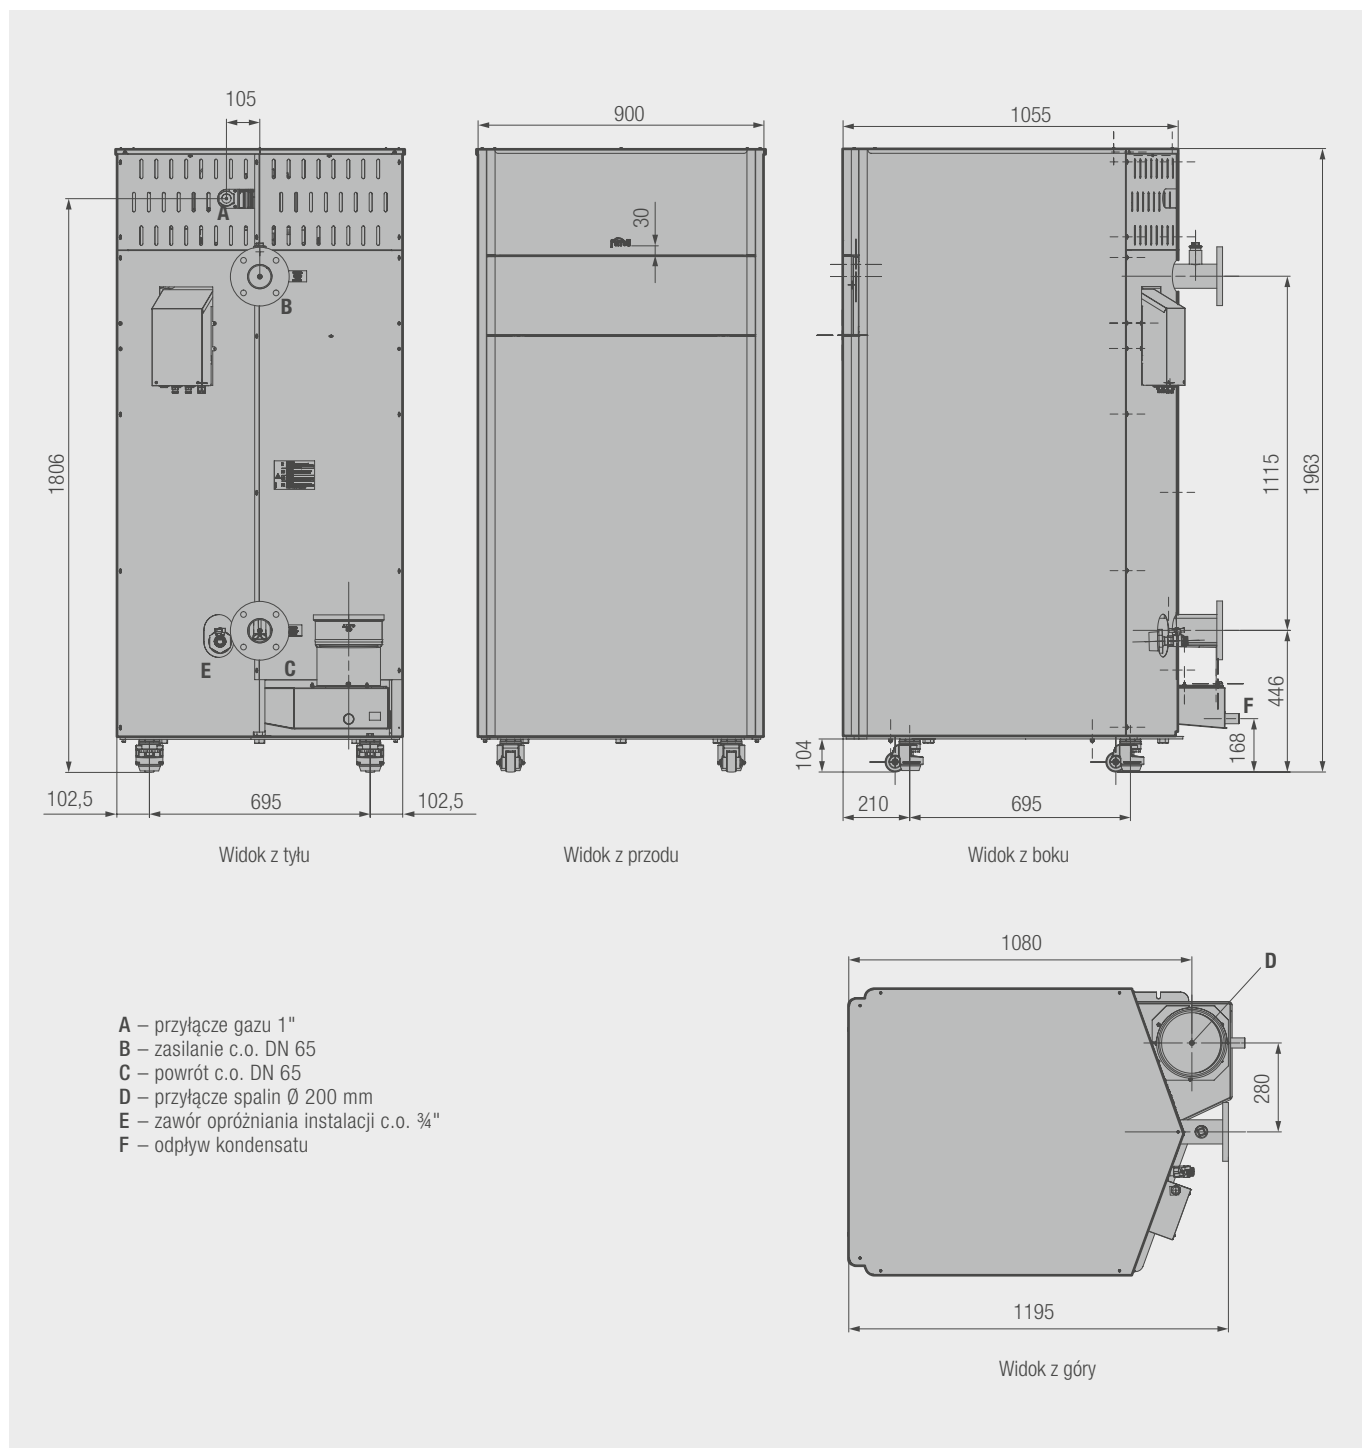 105
900
1055
A
30
B
1806
1115
1963
E
C
446
F
168
104
102,5
695
102,5
210
695
Widok z tyłu
Widok z przodu
Widok z boku
1080
D
280
1195
Widok z góry
A – przyłącze gazu 1"
B – zasilanie c.o. DN 65
C – powrót c.o. DN 65
D – przyłącze spalin Ø 200 mm
E – zawór opróżniania instalacji c.o. ¾"
F – odpływ kondensatu